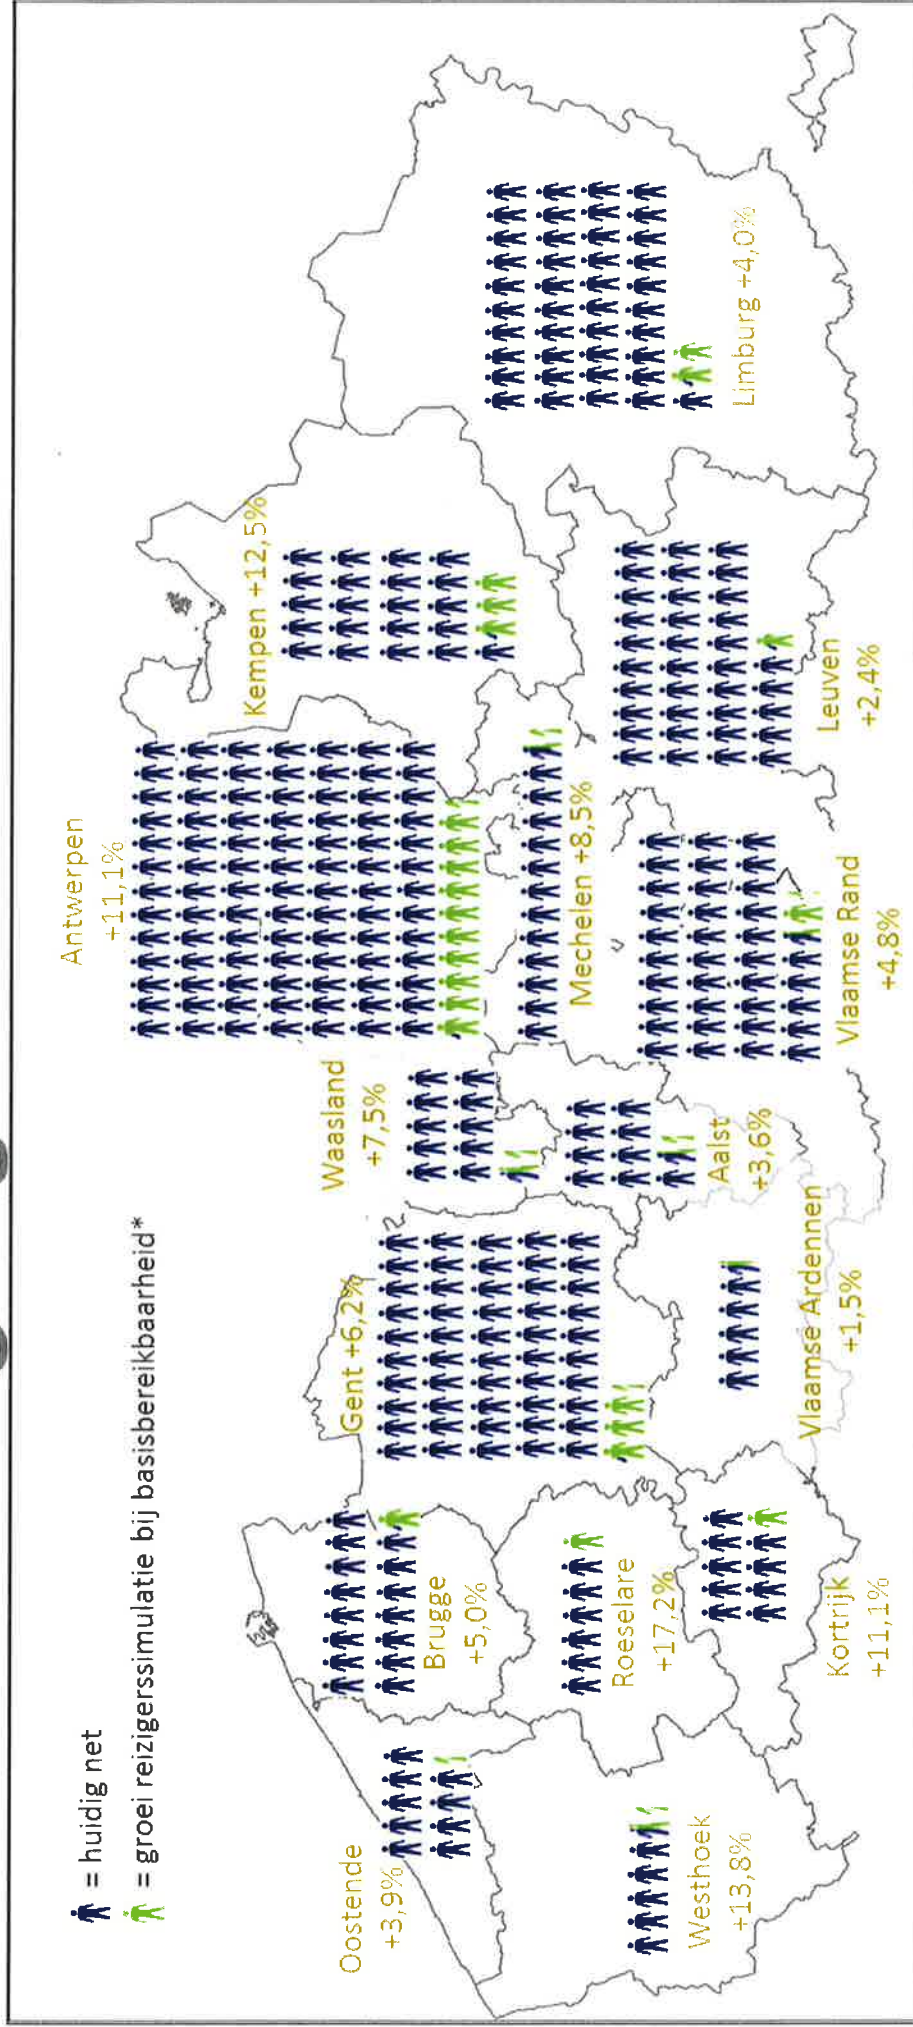 = huidig net
= groei reizigerssimulatie bij basisbereikbaarheid*
Antwerpen
+11,1%
Kempen +12,5%
Waasland
+7,5%
Gent +6,2%
Oostende
+3,9%
Brugge
+5,0%
Mechelen +8,5%
Limburg +4,0%
Roeselare
+17,2%
Aalst
+3,6%
Leuven
+2,4%
Westhoek
+13,8%
Kortrijk
+11,1%
Vlaamse Ardennen
+1,5%
Vlaamse Rand
+4,8%